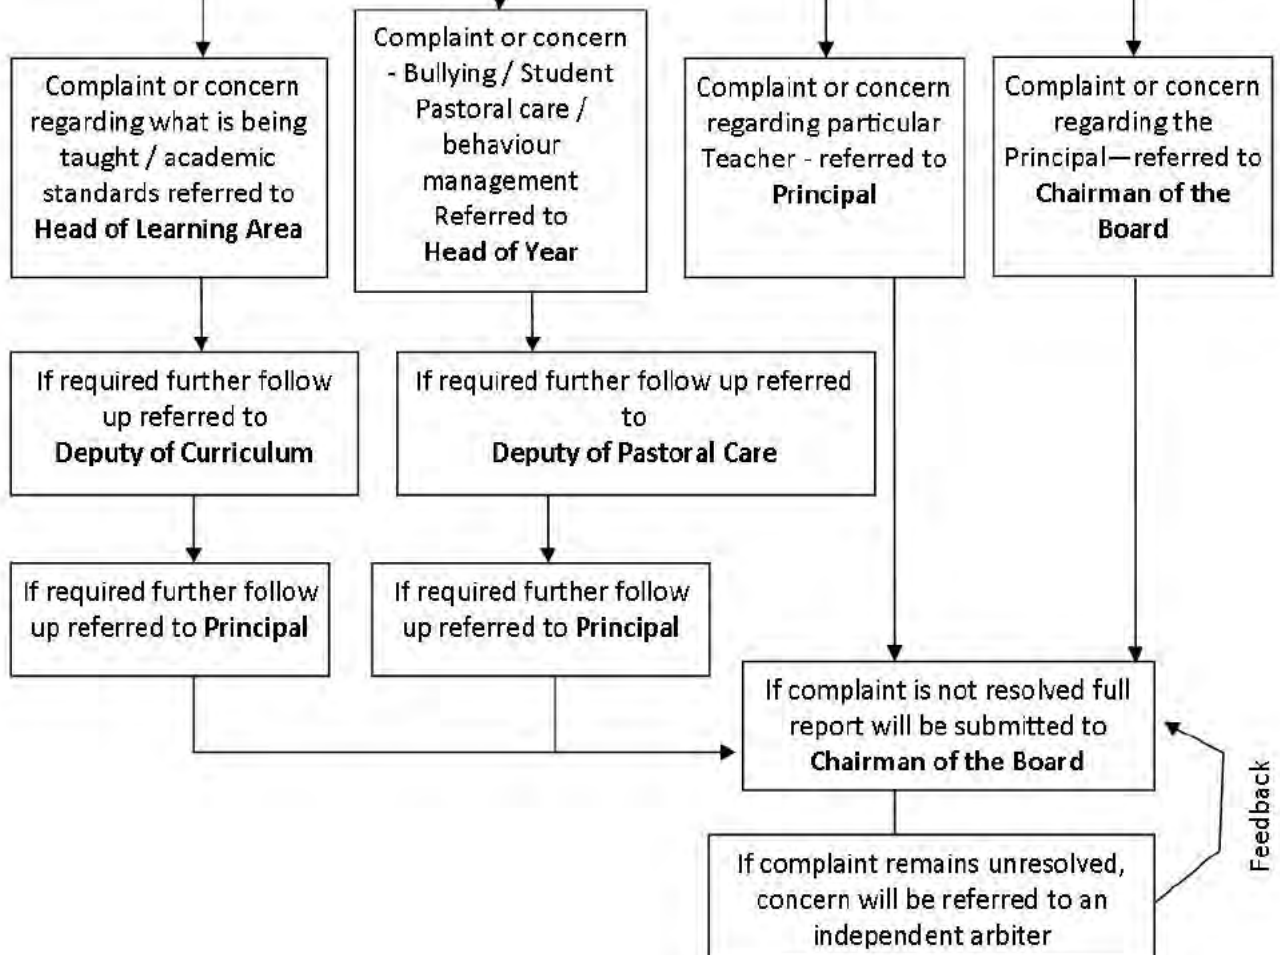 Complaint or concern
regarding what is being
taught / academic
standards referred to
Head of Learning Area
Complaint or concern
- Bullying / Student
Pastoral care /
behaviour
management
Referred to
Head of Year
Complaint or concern
regarding particular
Teacher - referred to
Principal
Complaint or concern
regarding the
Principal—referred to
Chairman of the
Board
If required further follow
up referred to
Deputy of Curriculum
If required further follow up referred
to
Deputy of Pastoral Care
If required further follow
up referred to Principal
If required further follow
up referred to Principal
If complaint is not resolved full
report will be submitted to
Chairman of the Board
Feedback
If complaint remains unresolved,
concern will be referred to an
independent arbiter